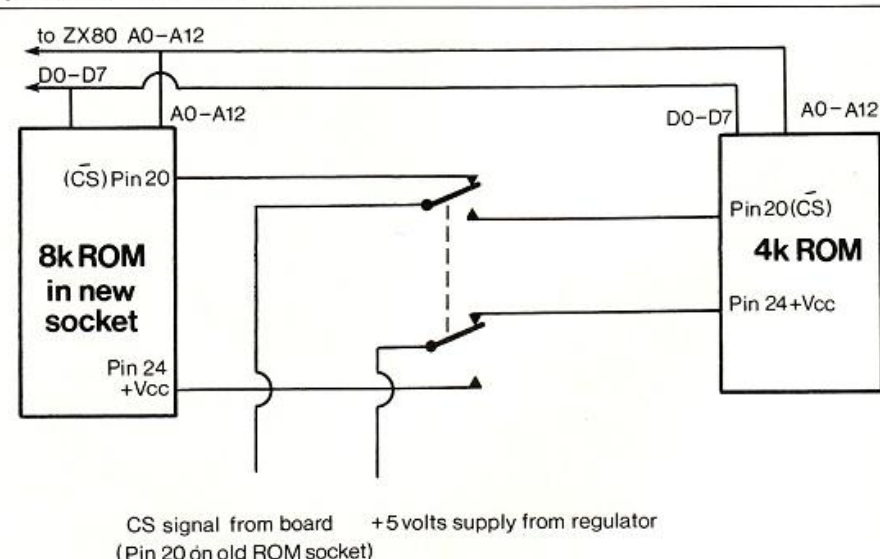 to ZX80 A0-A12
D0-D7
A0-A12
D0-D7
A0-A12
(C̄S) Pin 20
Pin 20 (C̄S)
8k ROM
in new
socket
4k ROM
Pin 24 +Vcc
Pin 24
+Vcc
CS signal from board
+5 volts supply from regulator
(Pin 20 on old ROM socket)